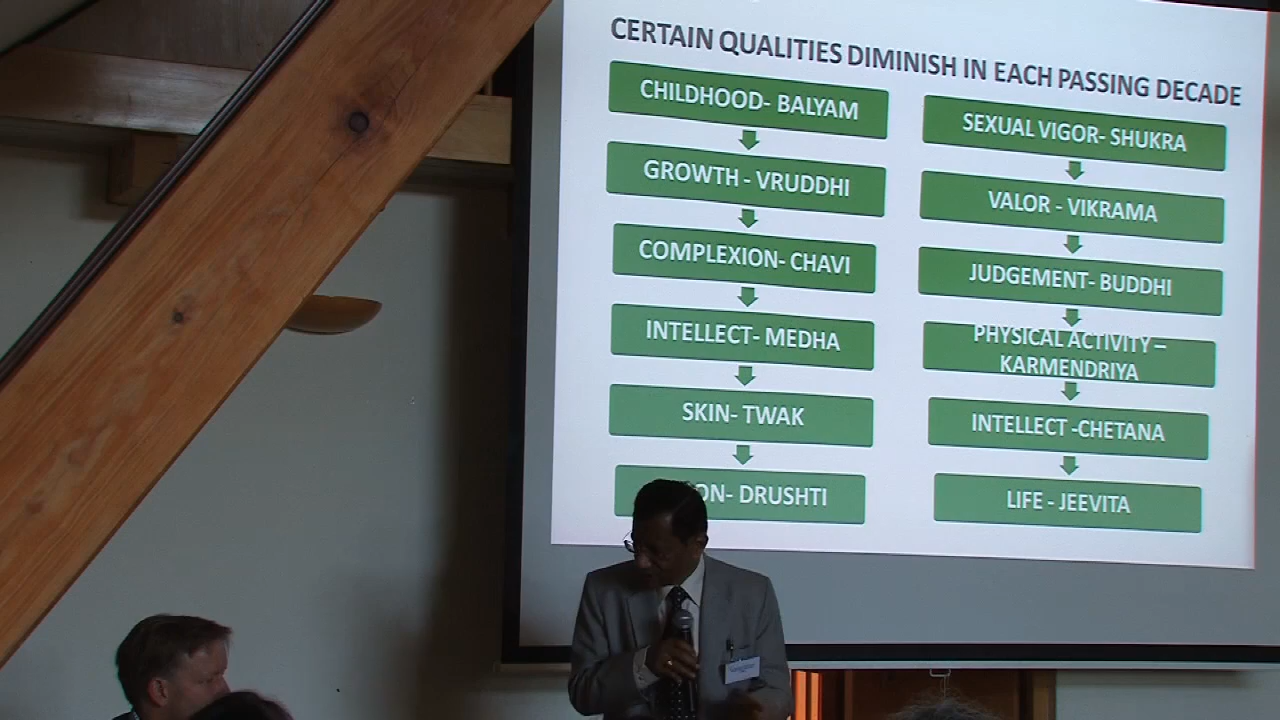 CERTAIN QUALITIES DIMINISH IN EACH PASSING DECADE
CHILDHOOD- BALYAM
GROWTH - VRUDDHI
COMPLEXION- CHAVI
INTELLECT- MEDHA
SKIN- TWAK
ON- DRUSHTI
SEXUAL VIGOR- SHUKRA
VALOR - VIKRAMA
JUDGEMENT- BUDDHI
PHYSICAL ACTIVITY –
KARMENDRIYA
INTELLECT -CHETANA
LIFE - JEEVITA